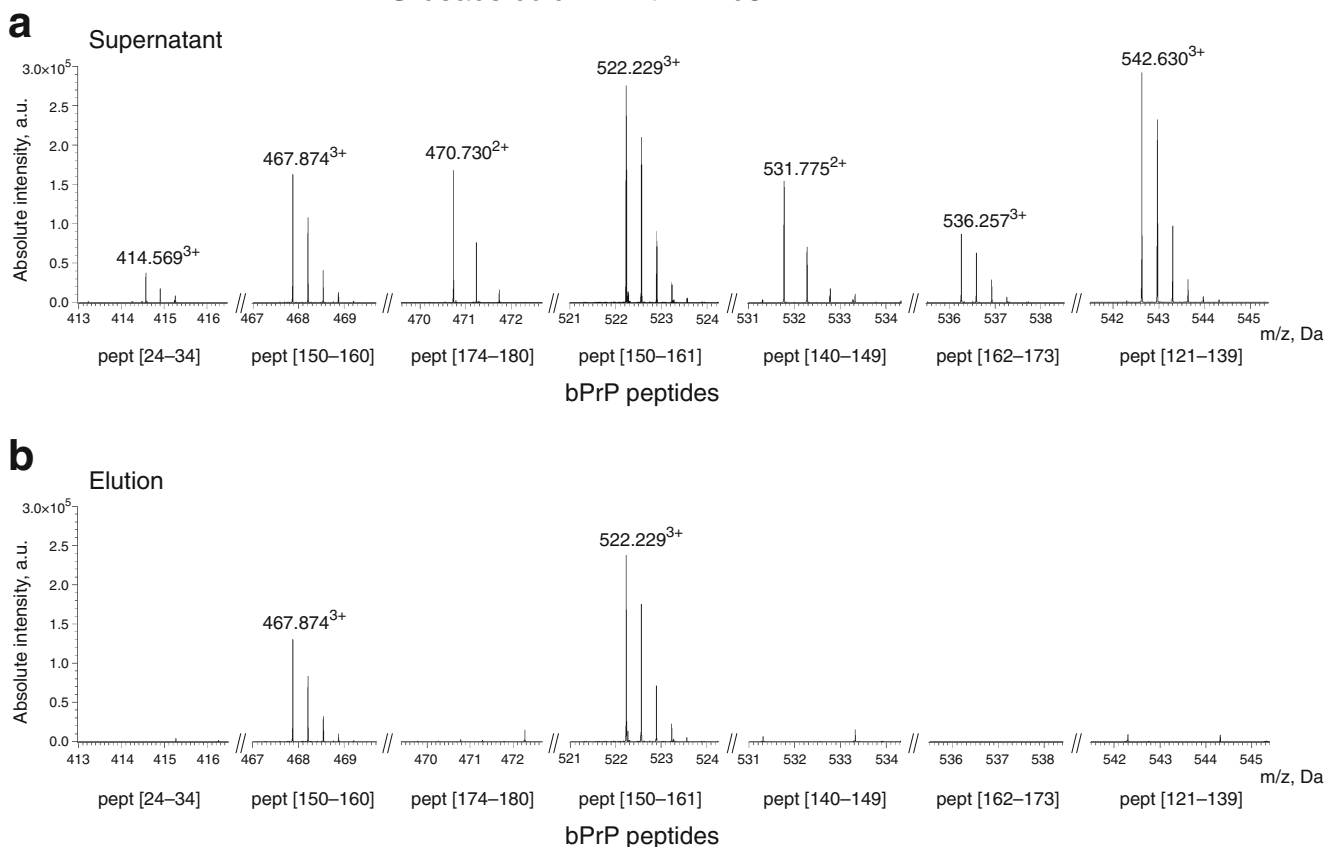 a
Supernatant
3.0×10⁵
2.5
2.0
1.5
1.0
0.5
0.0
Absolute intensity, a.u.
414.569³⁺
467.874³⁺
470.730²⁺
522.229³⁺
531.775²⁺
536.257³⁺
542.630³⁺
413 414 415 416 467 468 469 470 471 472 521 522 523 524 531 532 533 534 536 537 538 542 543 544 545
m/z, Da
pept [24–34] pept [150–160] pept [174–180] pept [150–161] pept [140–149] pept [162–173] pept [121–139]
bPrP peptides
b
Elution
3.0×10⁵
2.5
2.0
1.5
1.0
0.5
0.0
Absolute intensity, a.u.
467.874³⁺
522.229³⁺
413 414 415 416 467 468 469 470 471 472 521 522 523 524 531 532 533 534 536 537 538 542 543 544 545
m/z, Da
pept [24–34] pept [150–160] pept [174–180] pept [150–161] pept [140–149] pept [162–173] pept [121–139]
bPrP peptides